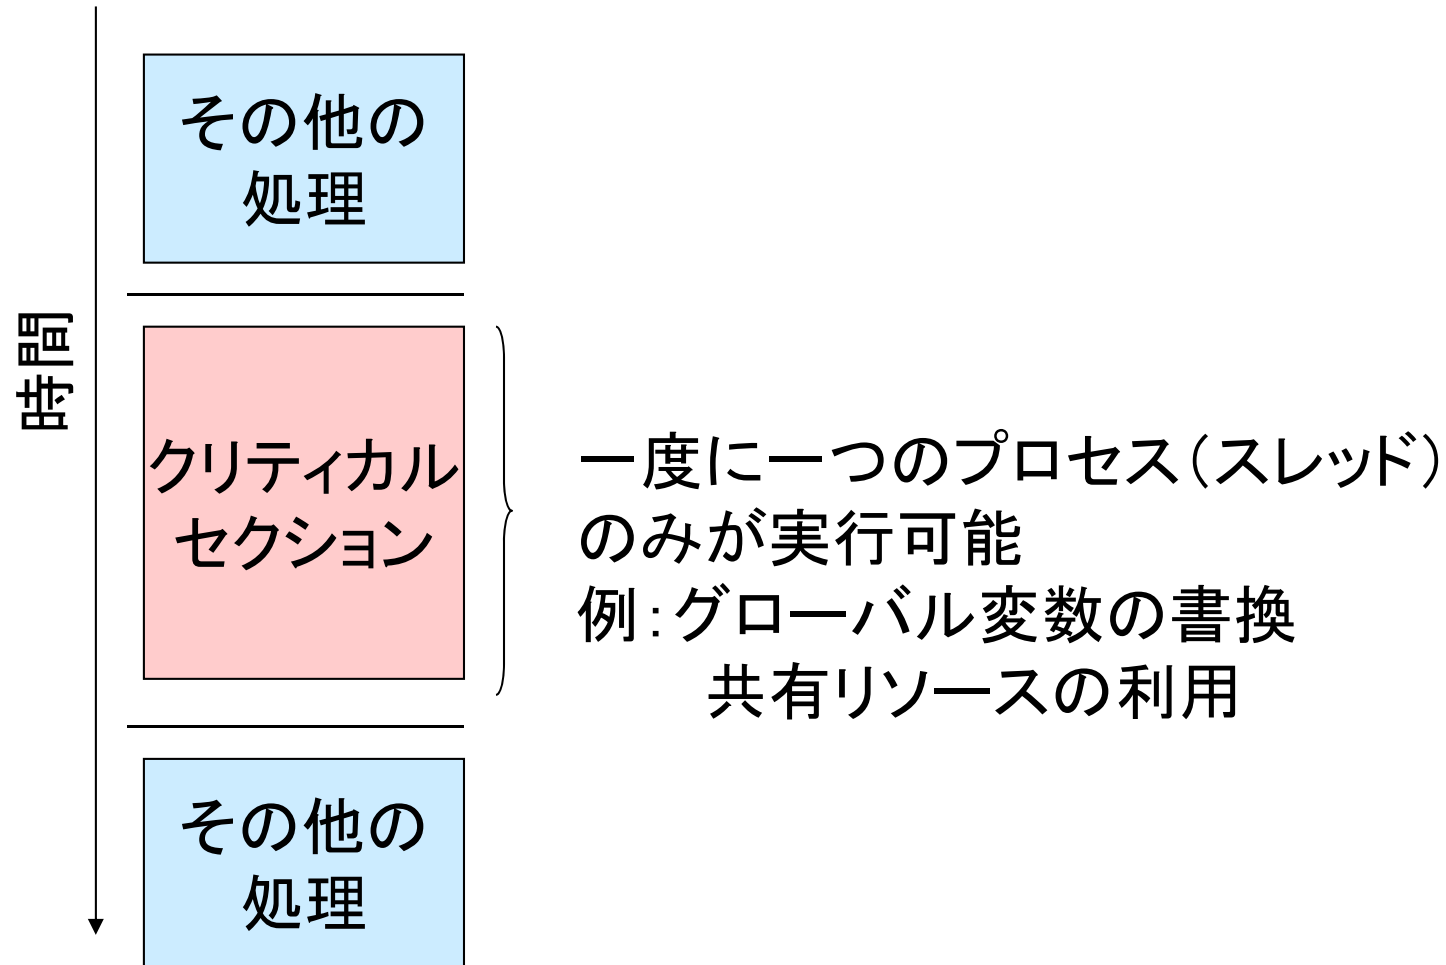 その他の
処理
時間
クリティカル
セクション
一度に一つのプロセス(スレッド)
のみが実行可能
例:グローバル変数の書換
共有リソースの利用
その他の
処理